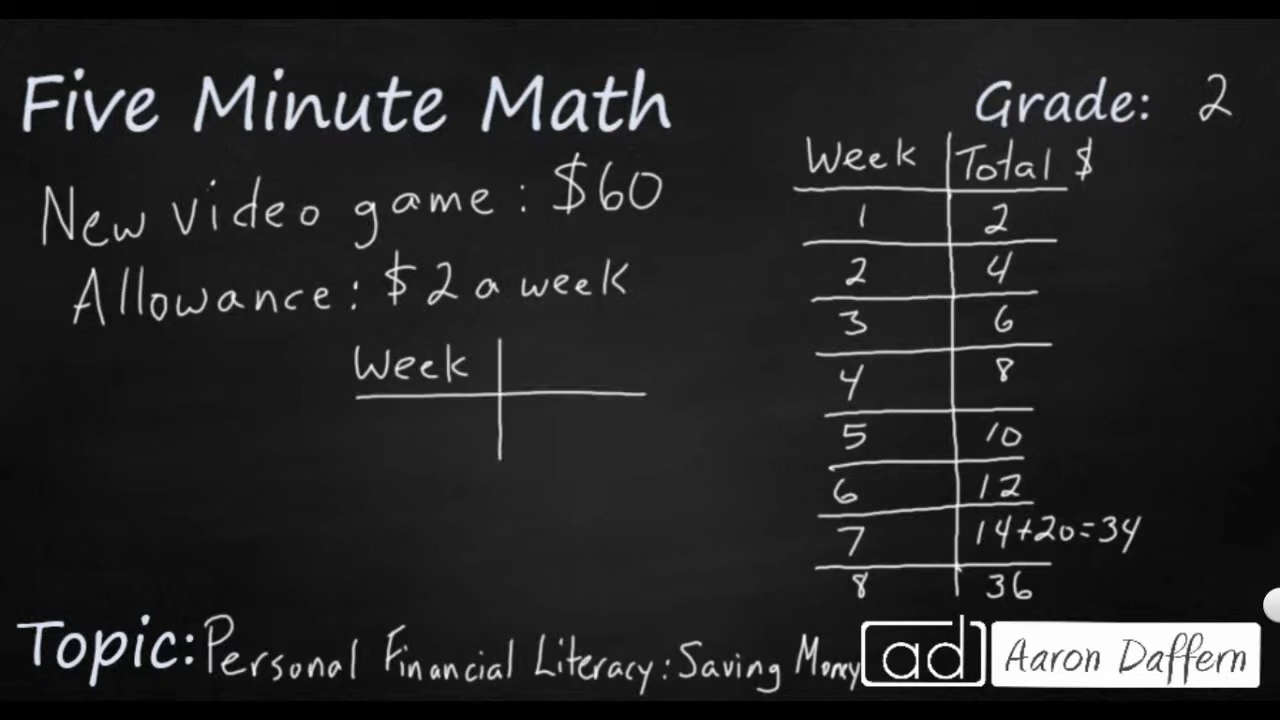 Five Minute Math
Grade: 2
New video game: $60
Allowance: $2 a week
Week
Week Total $
1 2
2 4
3 6
4 8
5 10
6 12
7 14+20=34
8 36
Topic: Personal Financial Literacy: Saving Money
ad Aaron Daffern